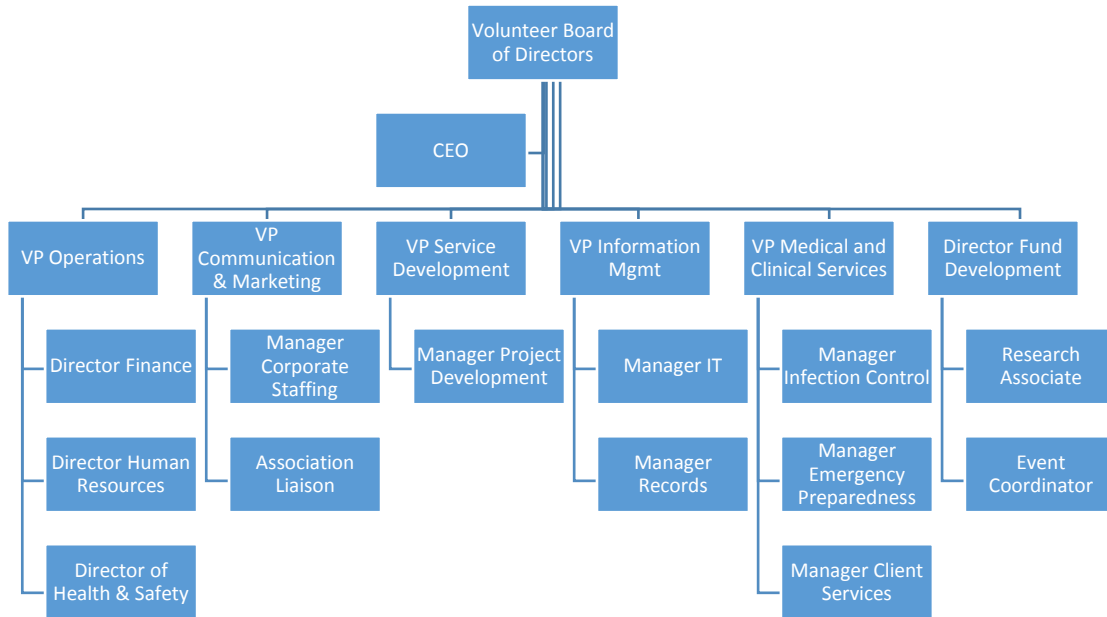 Volunteer Board
of Directors
CEO
VP Operations
VP
Communication
& Marketing
VP Service
Development
VP Information
Mgmt
VP Medical and
Clinical Services
Director Fund
Development
Director Finance
Manager
Corporate
Staffing
Manager Project
Development
Manager IT
Manager
Infection Control
Research
Associate
Director Human
Resources
Association
Liaison
Manager
Records
Manager
Emergency
Preparedness
Event
Coordinator
Director of
Health & Safety
Manager Client
Services